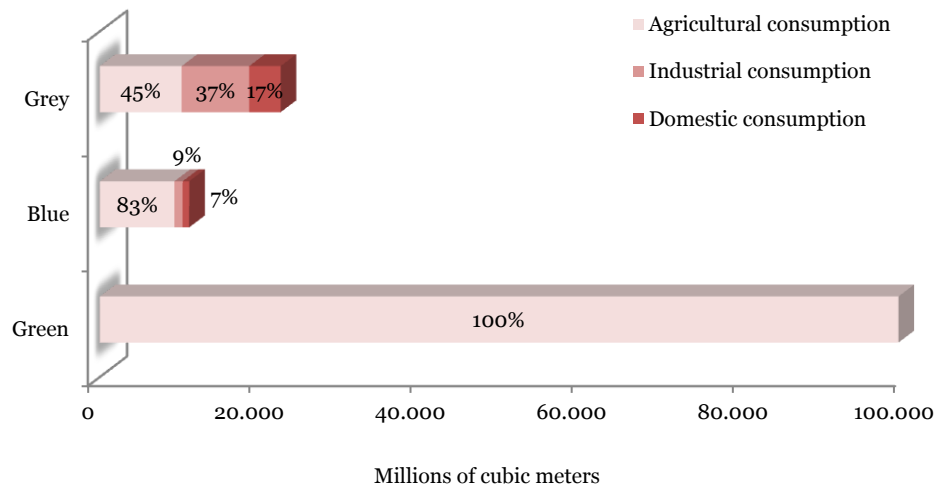 Agricultural consumption
Industrial consumption
Domestic consumption
Grey
45%
37%
17%
Blue
83%
9%
7%
Green
100%
0
20.000
40.000
60.000
80.000
100.000
Millions of cubic meters